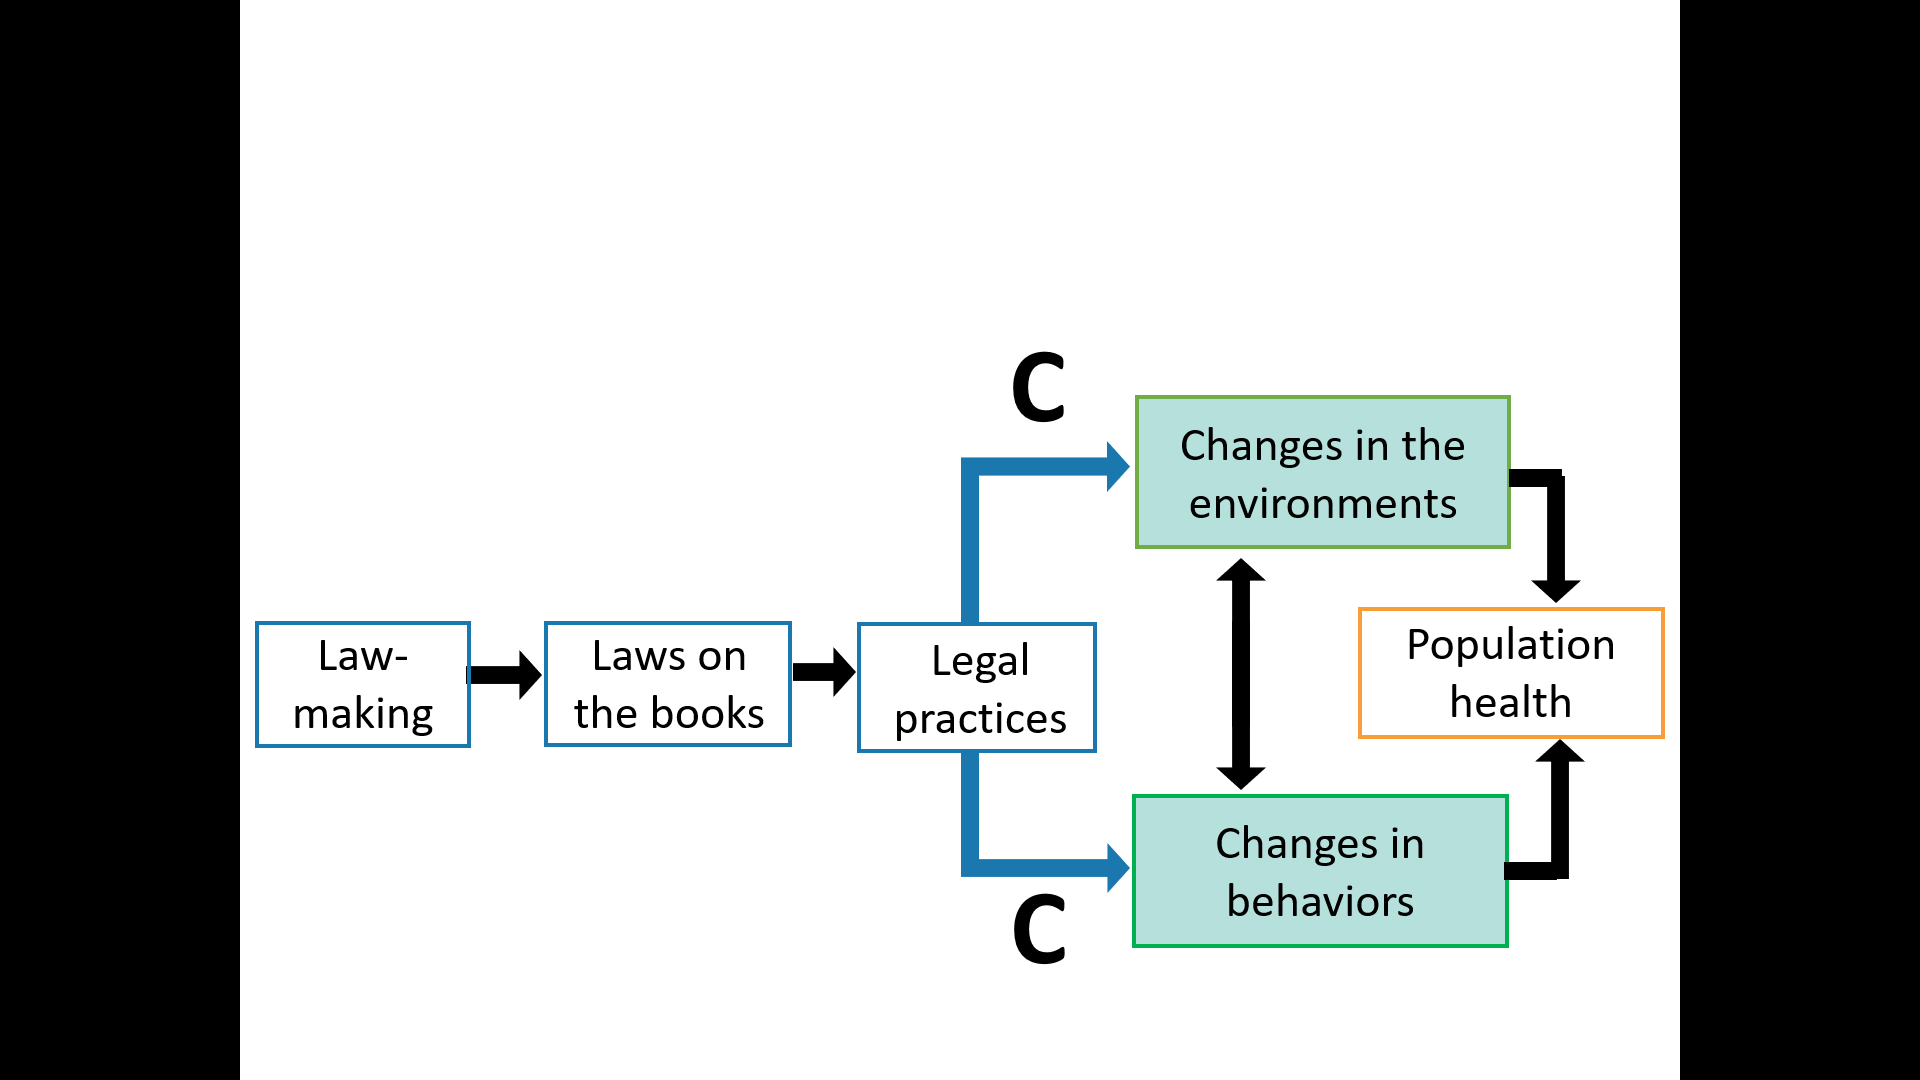 C
Changes in the
environments
Law-
making
Laws on
the books
Legal
practices
Population
health
Changes in
behaviors
C